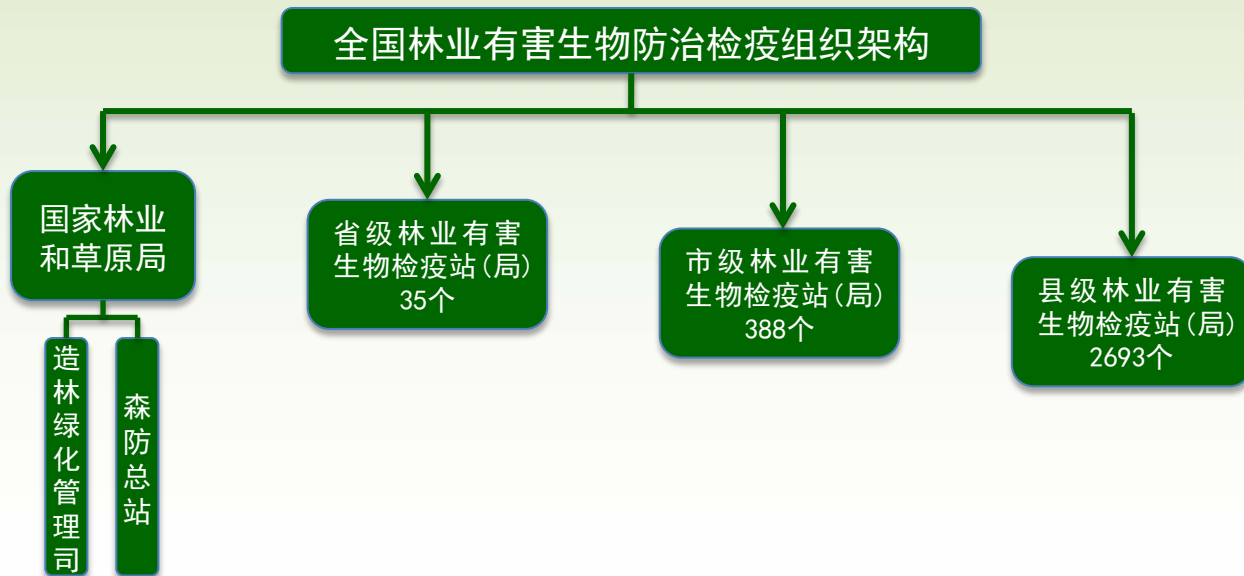 全国林业有害生物防治检疫组织架构
国家林业
和草原局
省级林业有害
生物检疫站(局)
35个
市级林业有害
生物检疫站(局)
388个
县级林业有害
生物检疫站(局)
2693个
造林绿化管理司
森防总站